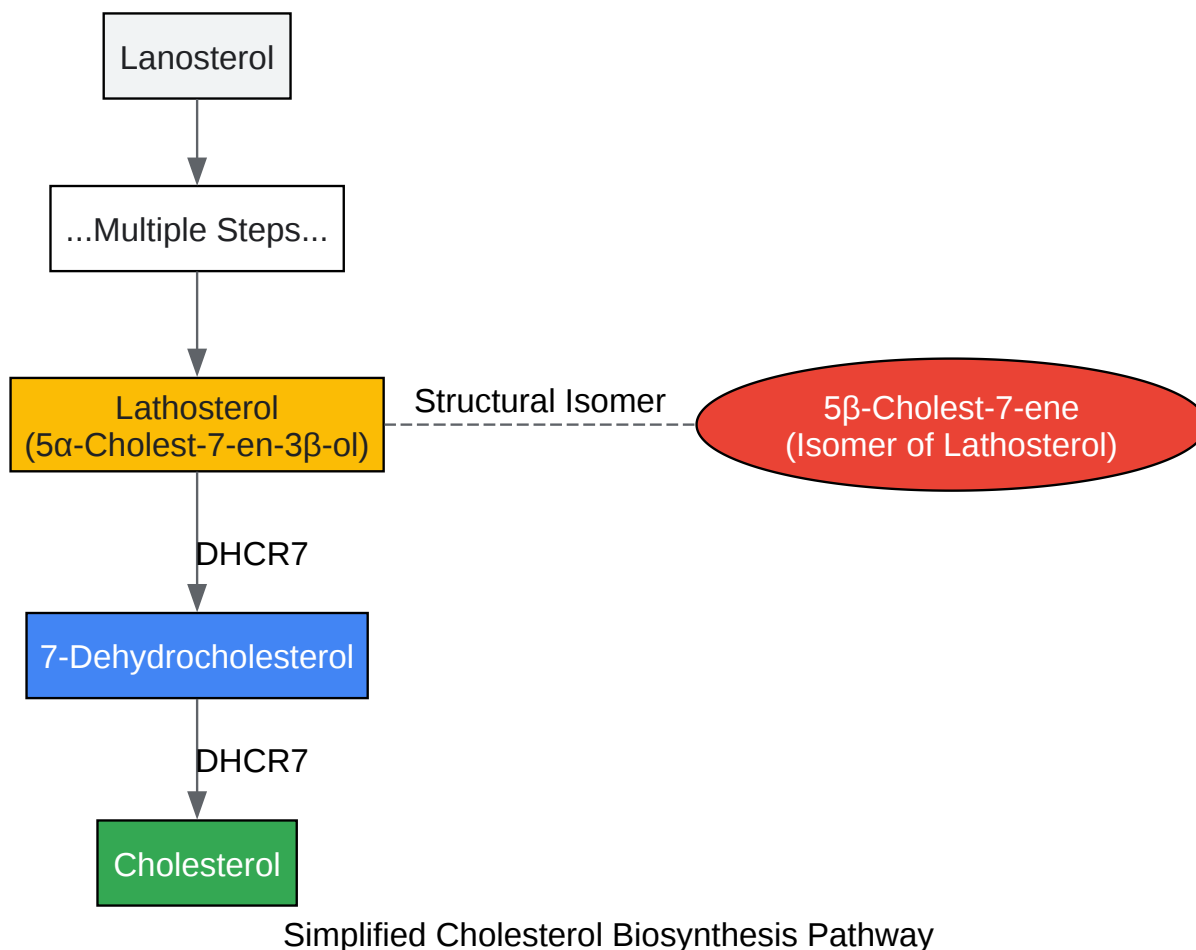 Lanosterol
...Multiple Steps...
Lathosterol
(5α-Cholest-7-en-3β-ol)
Structural Isomer
5β-Cholest-7-ene
(Isomer of Lathosterol)
DHCR7
7-Dehydrocholesterol
DHCR7
Cholesterol
Simplified Cholesterol Biosynthesis Pathway